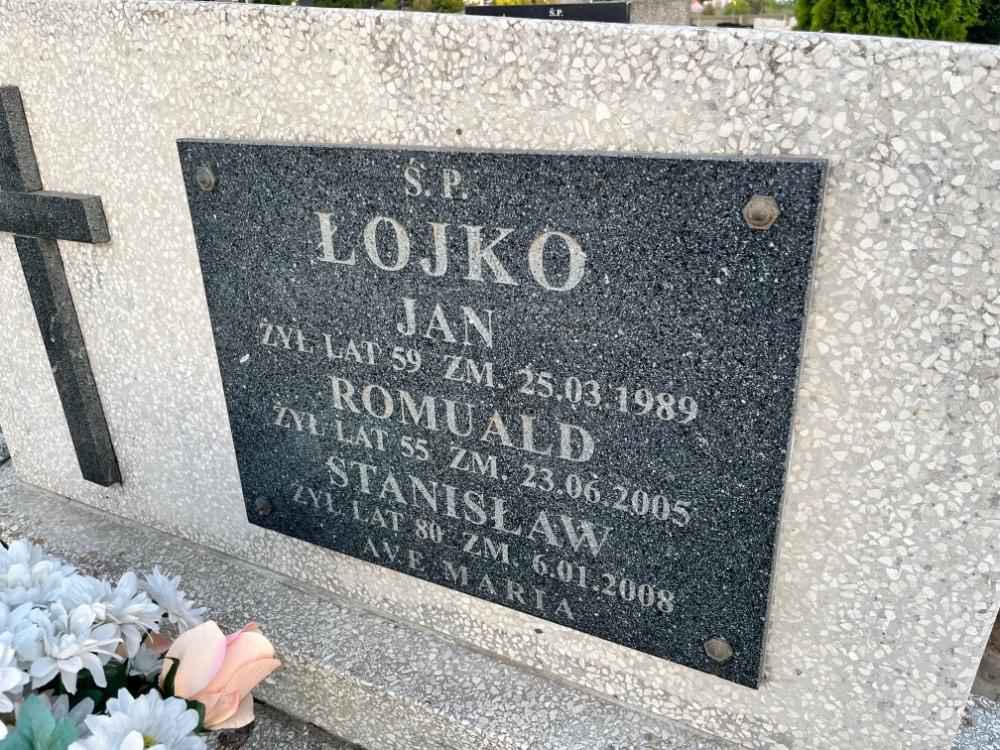 Ś.P.
Ś. P.
ŁOJKO
JAN
ŻYŁ LAT 59 ZM. 25.03.1989
ROMUALD
ŻYŁ LAT 55 ZM. 23.06.2005
STANISŁAW
ŻYŁ LAT 80 ZM. 6.01.2008
AVE MARIA